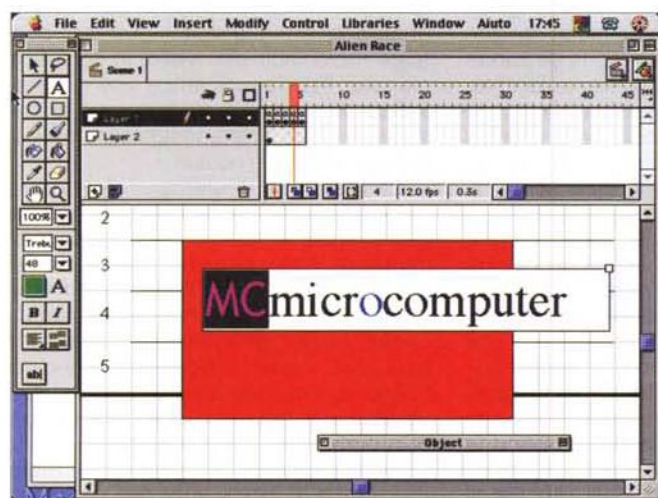 File Edit View Insert Modify Control Libraries Window Aiuto 17:45
Alien Race
Scene 1
1 5 10 15 20 25 30 35 40 45
Layer 1
Layer 2
4 12.0 fps 0.3s
100%
Trebu
48
A
B I
abl
2
3
4
5
MCmicrocomputer
Object